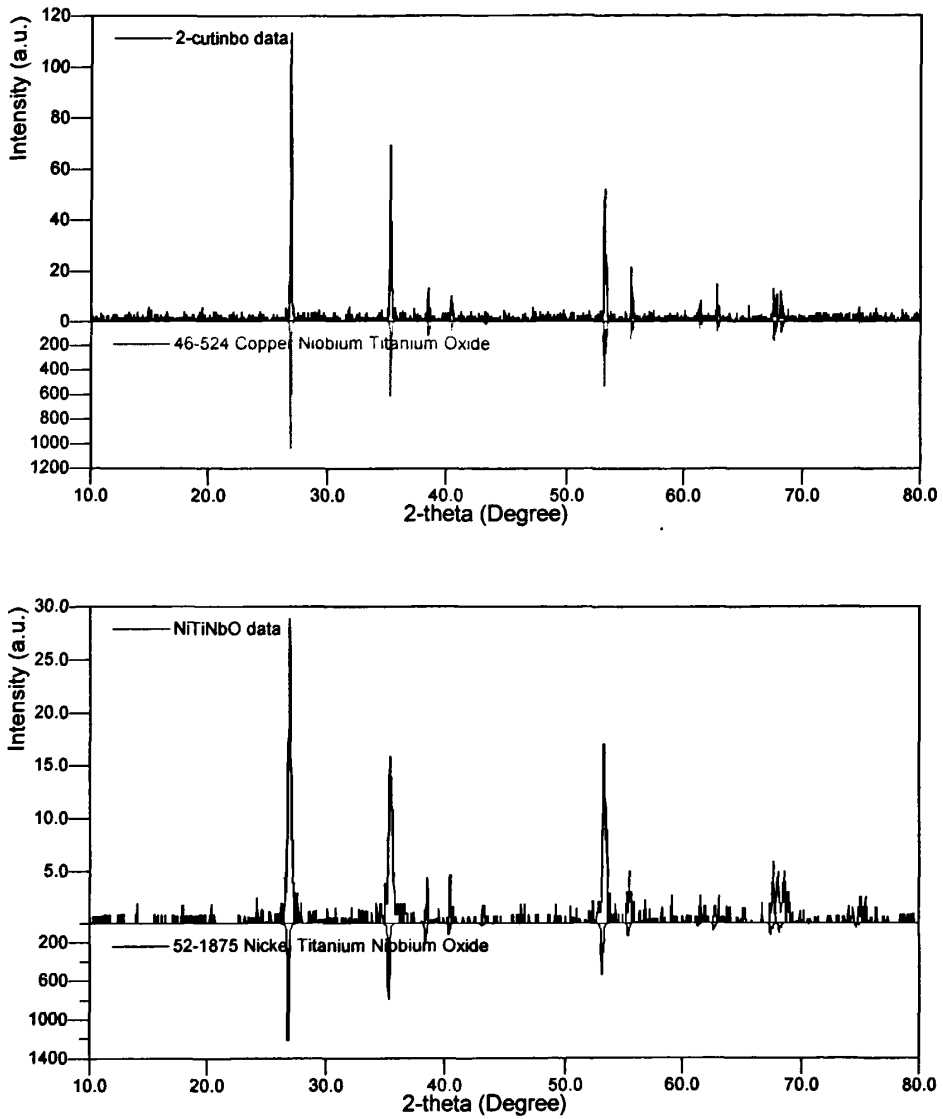 120
100
80
60
40
20
0
200
400
600
800
1000
1200
Intensity (a.u.)
2-cutinbo data
46-524 Copper Niobium Titanium Oxide
10.0 20.0 30.0 40.0 50.0 60.0 70.0 80.0
2-theta (Degree)
30.0
25.0
20.0
15.0
10.0
5.0
200
600
1000
1400
Intensity (a.u.)
NiTiNbO data
52-1875 Nickel Titanium Niobium Oxide
10.0 20.0 30.0 40.0 50.0 60.0 70.0 80.0
2-theta (Degree)